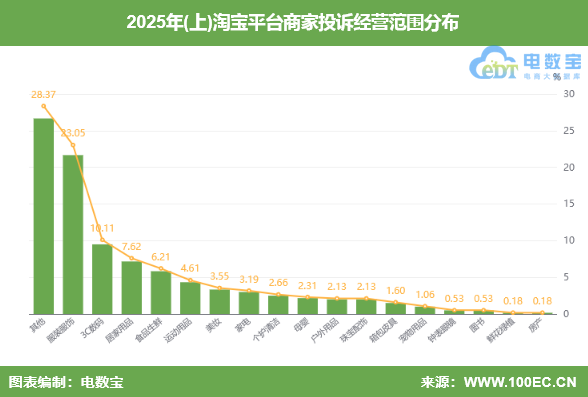 2025年(上)淘宝平台商家投诉经营范围分布
电数宝
eDT
电商大数据库
%
28.37
23.05
10.11
7.62
6.21
4.61
3.55
3.19
2.66
2.31
2.13
2.13
1.60
1.06
0.53
0.53
0.18
0.18
30
25
20
15
10
5
0
其他
服装服饰
3C数码
居家用品
食品生鲜
运动用品
美妆
家电
个护清洁
母婴
户外用品
珠宝配饰
箱包皮具
宠物用品
钟表眼镜
图书
鲜花绿植
房产
图表编制：电数宝
来源：WWW.100EC.CN